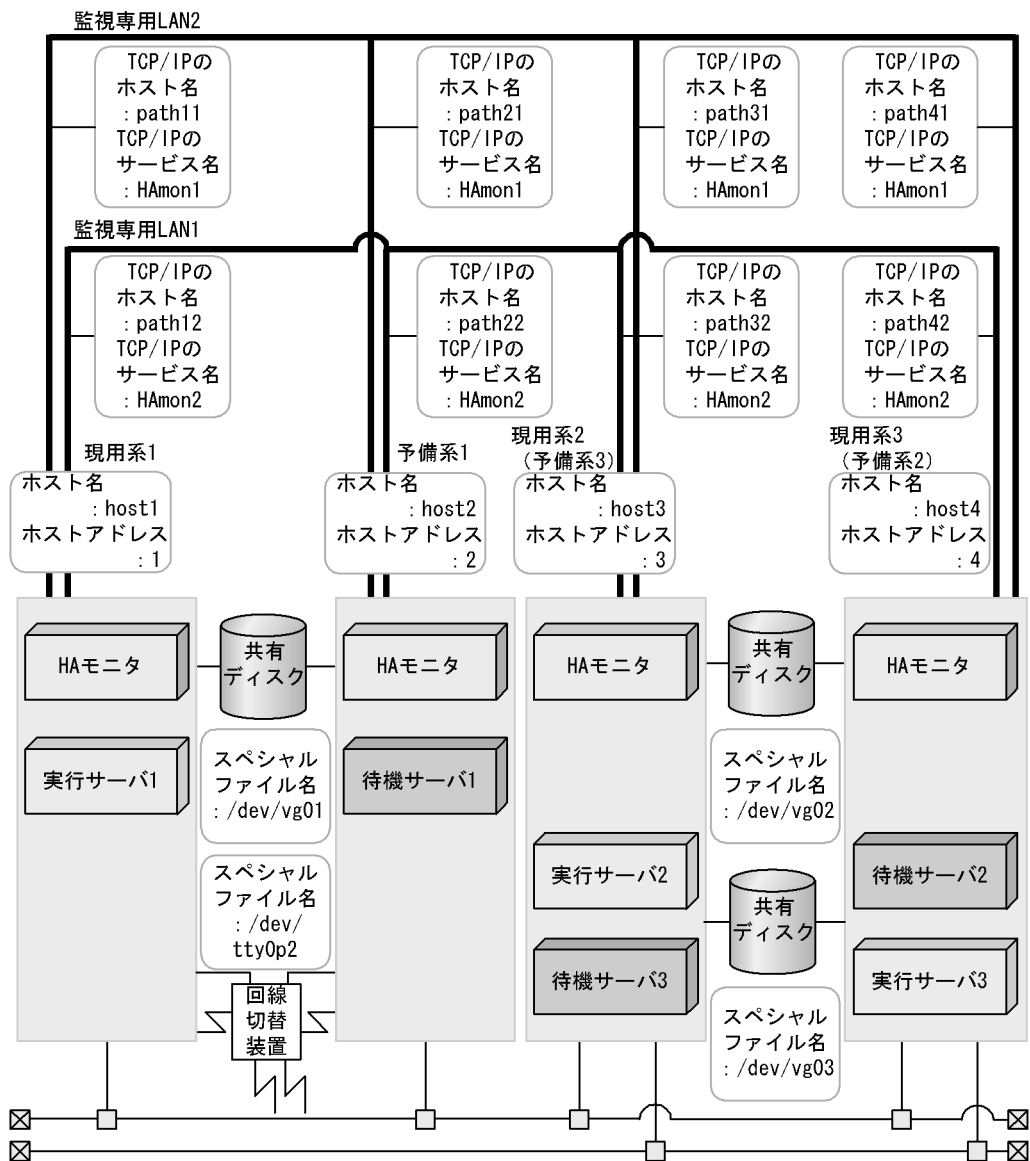 監視専用LAN2
TCP/IPの
ホスト名
：path11
TCP/IPの
サービス名
：HAmon1
TCP/IPの
ホスト名
：path21
TCP/IPの
サービス名
：HAmon1
TCP/IPの
ホスト名
：path31
TCP/IPの
サービス名
：HAmon1
TCP/IPの
ホスト名
：path41
TCP/IPの
サービス名
：HAmon1
監視専用LAN1
TCP/IPの
ホスト名
：path12
TCP/IPの
サービス名
：HAmon2
TCP/IPの
ホスト名
：path22
TCP/IPの
サービス名
：HAmon2
TCP/IPの
ホスト名
：path32
TCP/IPの
サービス名
：HAmon2
TCP/IPの
ホスト名
：path42
TCP/IPの
サービス名
：HAmon2
現用系1
ホスト名
：host1
ホストアドレス
：1
予備系1
ホスト名
：host2
ホストアドレス
：2
現用系2
（予備系3）
ホスト名
：host3
ホストアドレス
：3
現用系3
（予備系2）
ホスト名
：host4
ホストアドレス
：4
HAモニタ
共有
ディスク
HAモニタ
HAモニタ
共有
ディスク
HAモニタ
実行サーバ1
スペシャル
ファイル名
：/dev/vg01
待機サーバ1
スペシャル
ファイル名
：/dev/vg02
スペシャル
ファイル名
：/dev/
tty0p2
実行サーバ2
共有
ディスク
待機サーバ2
待機サーバ3
実行サーバ3
回線
切替
装置
スペシャル
ファイル名
：/dev/vg03